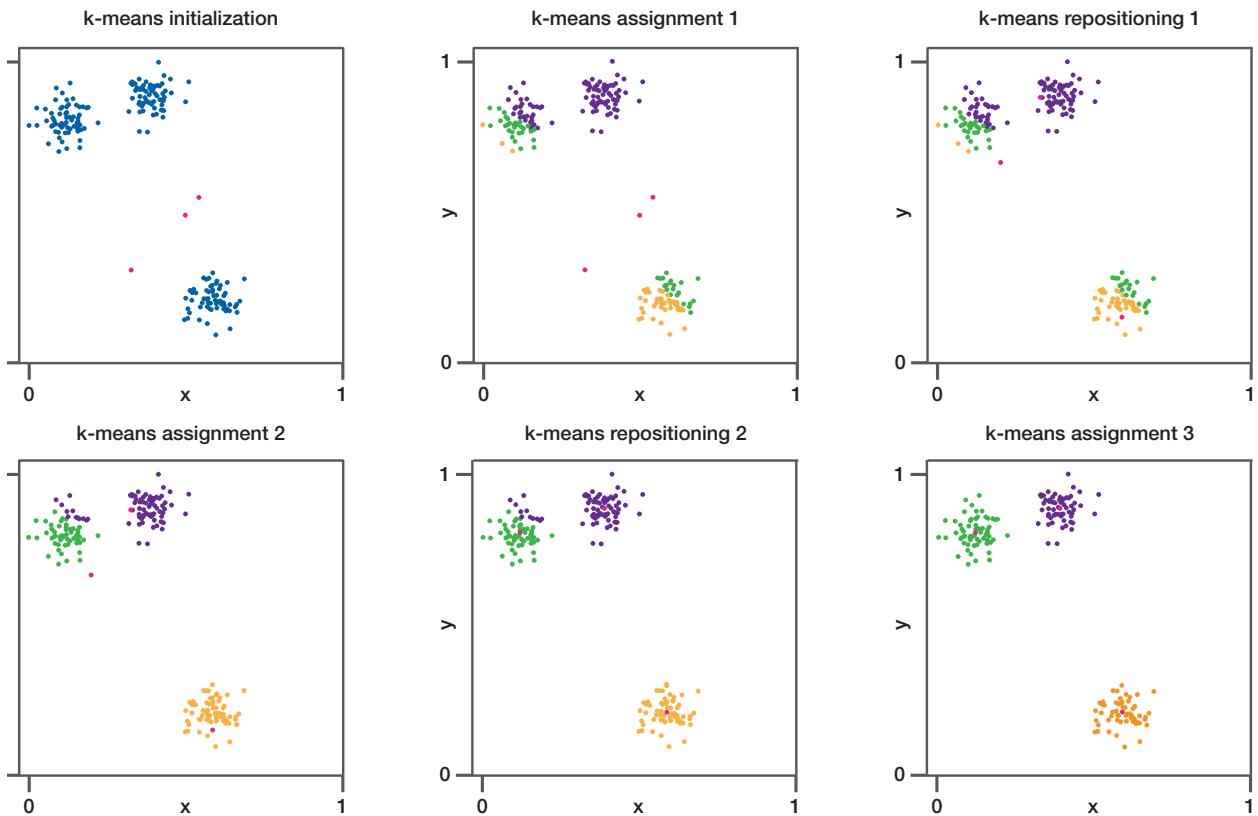 k-means initialization
k-means assignment 1
k-means repositioning 1
1
1
y
y
0
0
0
x
1
0
x
1
0
x
1
k-means assignment 2
k-means repositioning 2
k-means assignment 3
1
1
y
y
0
0
0
x
1
0
x
1
0
x
1